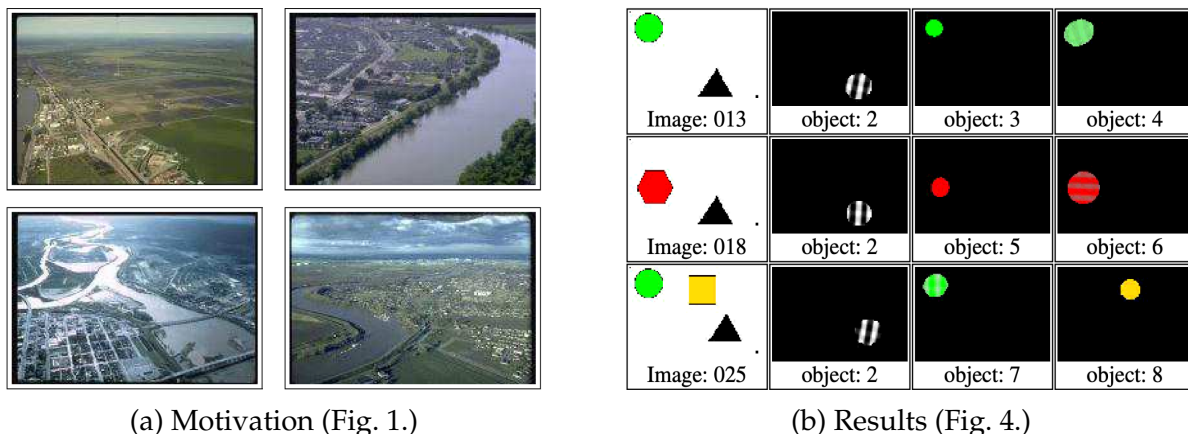 Image: 013 object: 2 object: 3 object: 4
Image: 018 object: 2 object: 5 object: 6
Image: 025 object: 2 object: 7 object: 8
(a) Motivation (Fig. 1.) (b) Results (Fig. 4.)